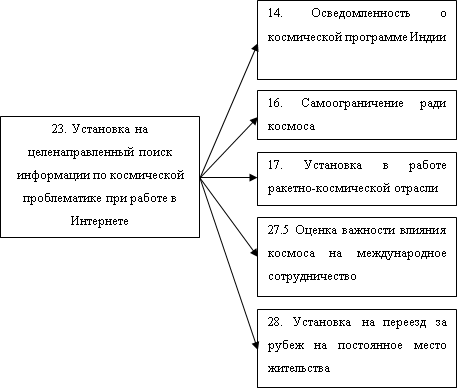 23. Установка на
целенаправленный поиск
информации по космической
проблематике при работе в
Интернете
14. Осведомленность о
космической программе Индии
16. Самоограничение ради
космоса
17. Установка в работе
ракетно-космической отрасли
27.5 Оценка важности влияния
космоса на международное
сотрудничество
28. Установка на переезд за
рубеж на постоянное место
жительства